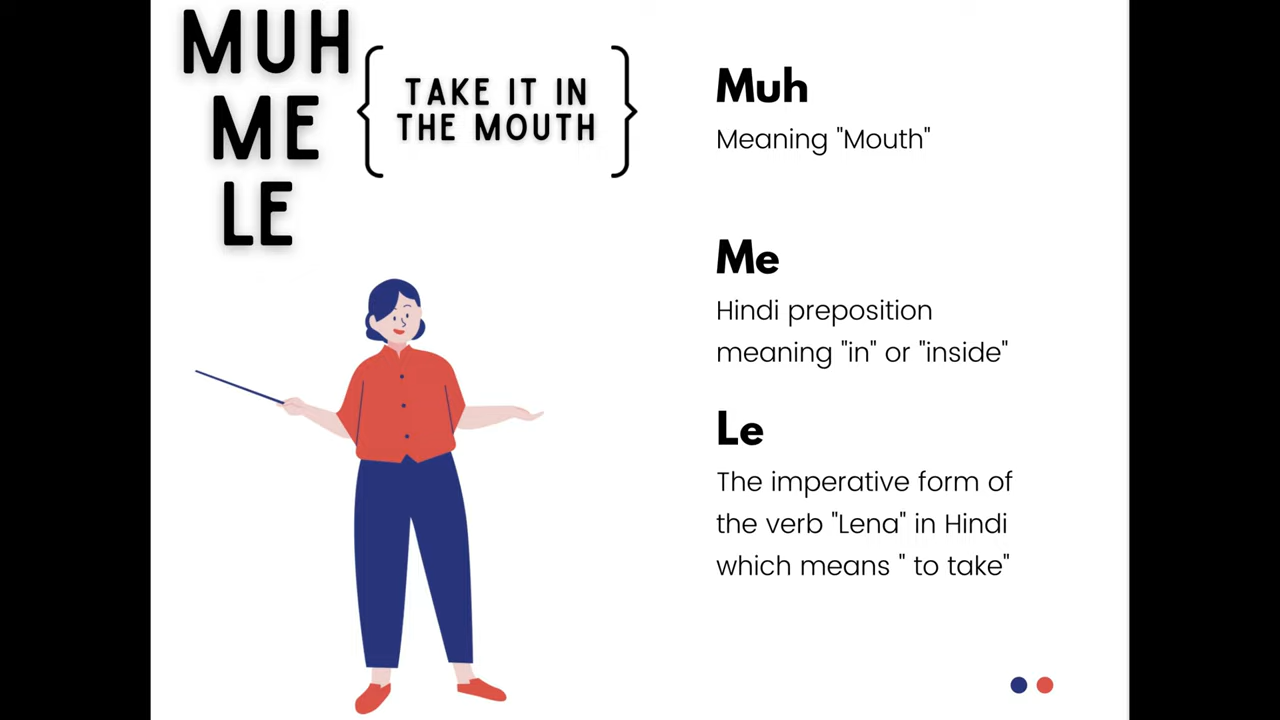 MUH
ME
LE
TAKE IT IN
THE MOUTH
Muh
Meaning "Mouth"
Me
Hindi preposition
meaning "in" or "inside"
Le
The imperative form of
the verb "Lena" in Hindi
which means " to take"